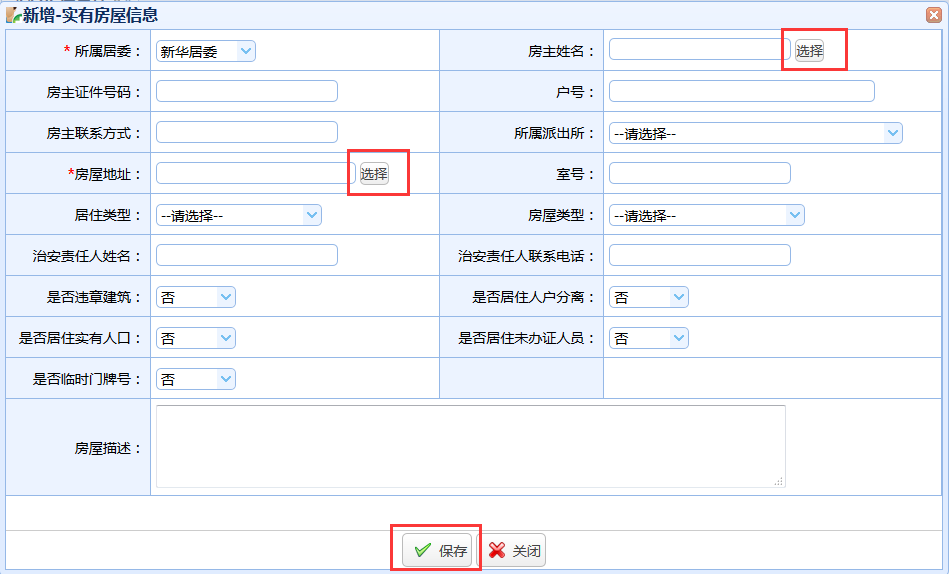 新增-实有房屋信息
* 所属居委： 新华居委 房主姓名： 选择
房主证件号码： 户号：
房主联系方式： 所属派出所： --请选择--
*房屋地址： 选择 室号：
居住类型： --请选择-- 房屋类型： --请选择--
治安责任人姓名： 治安责任人联系电话：
是否违章建筑： 否 是否居住人户分离： 否
是否居住实有人口： 否 是否居住未办证人员： 否
是否临时门牌号： 否
房屋描述：
保存 关闭